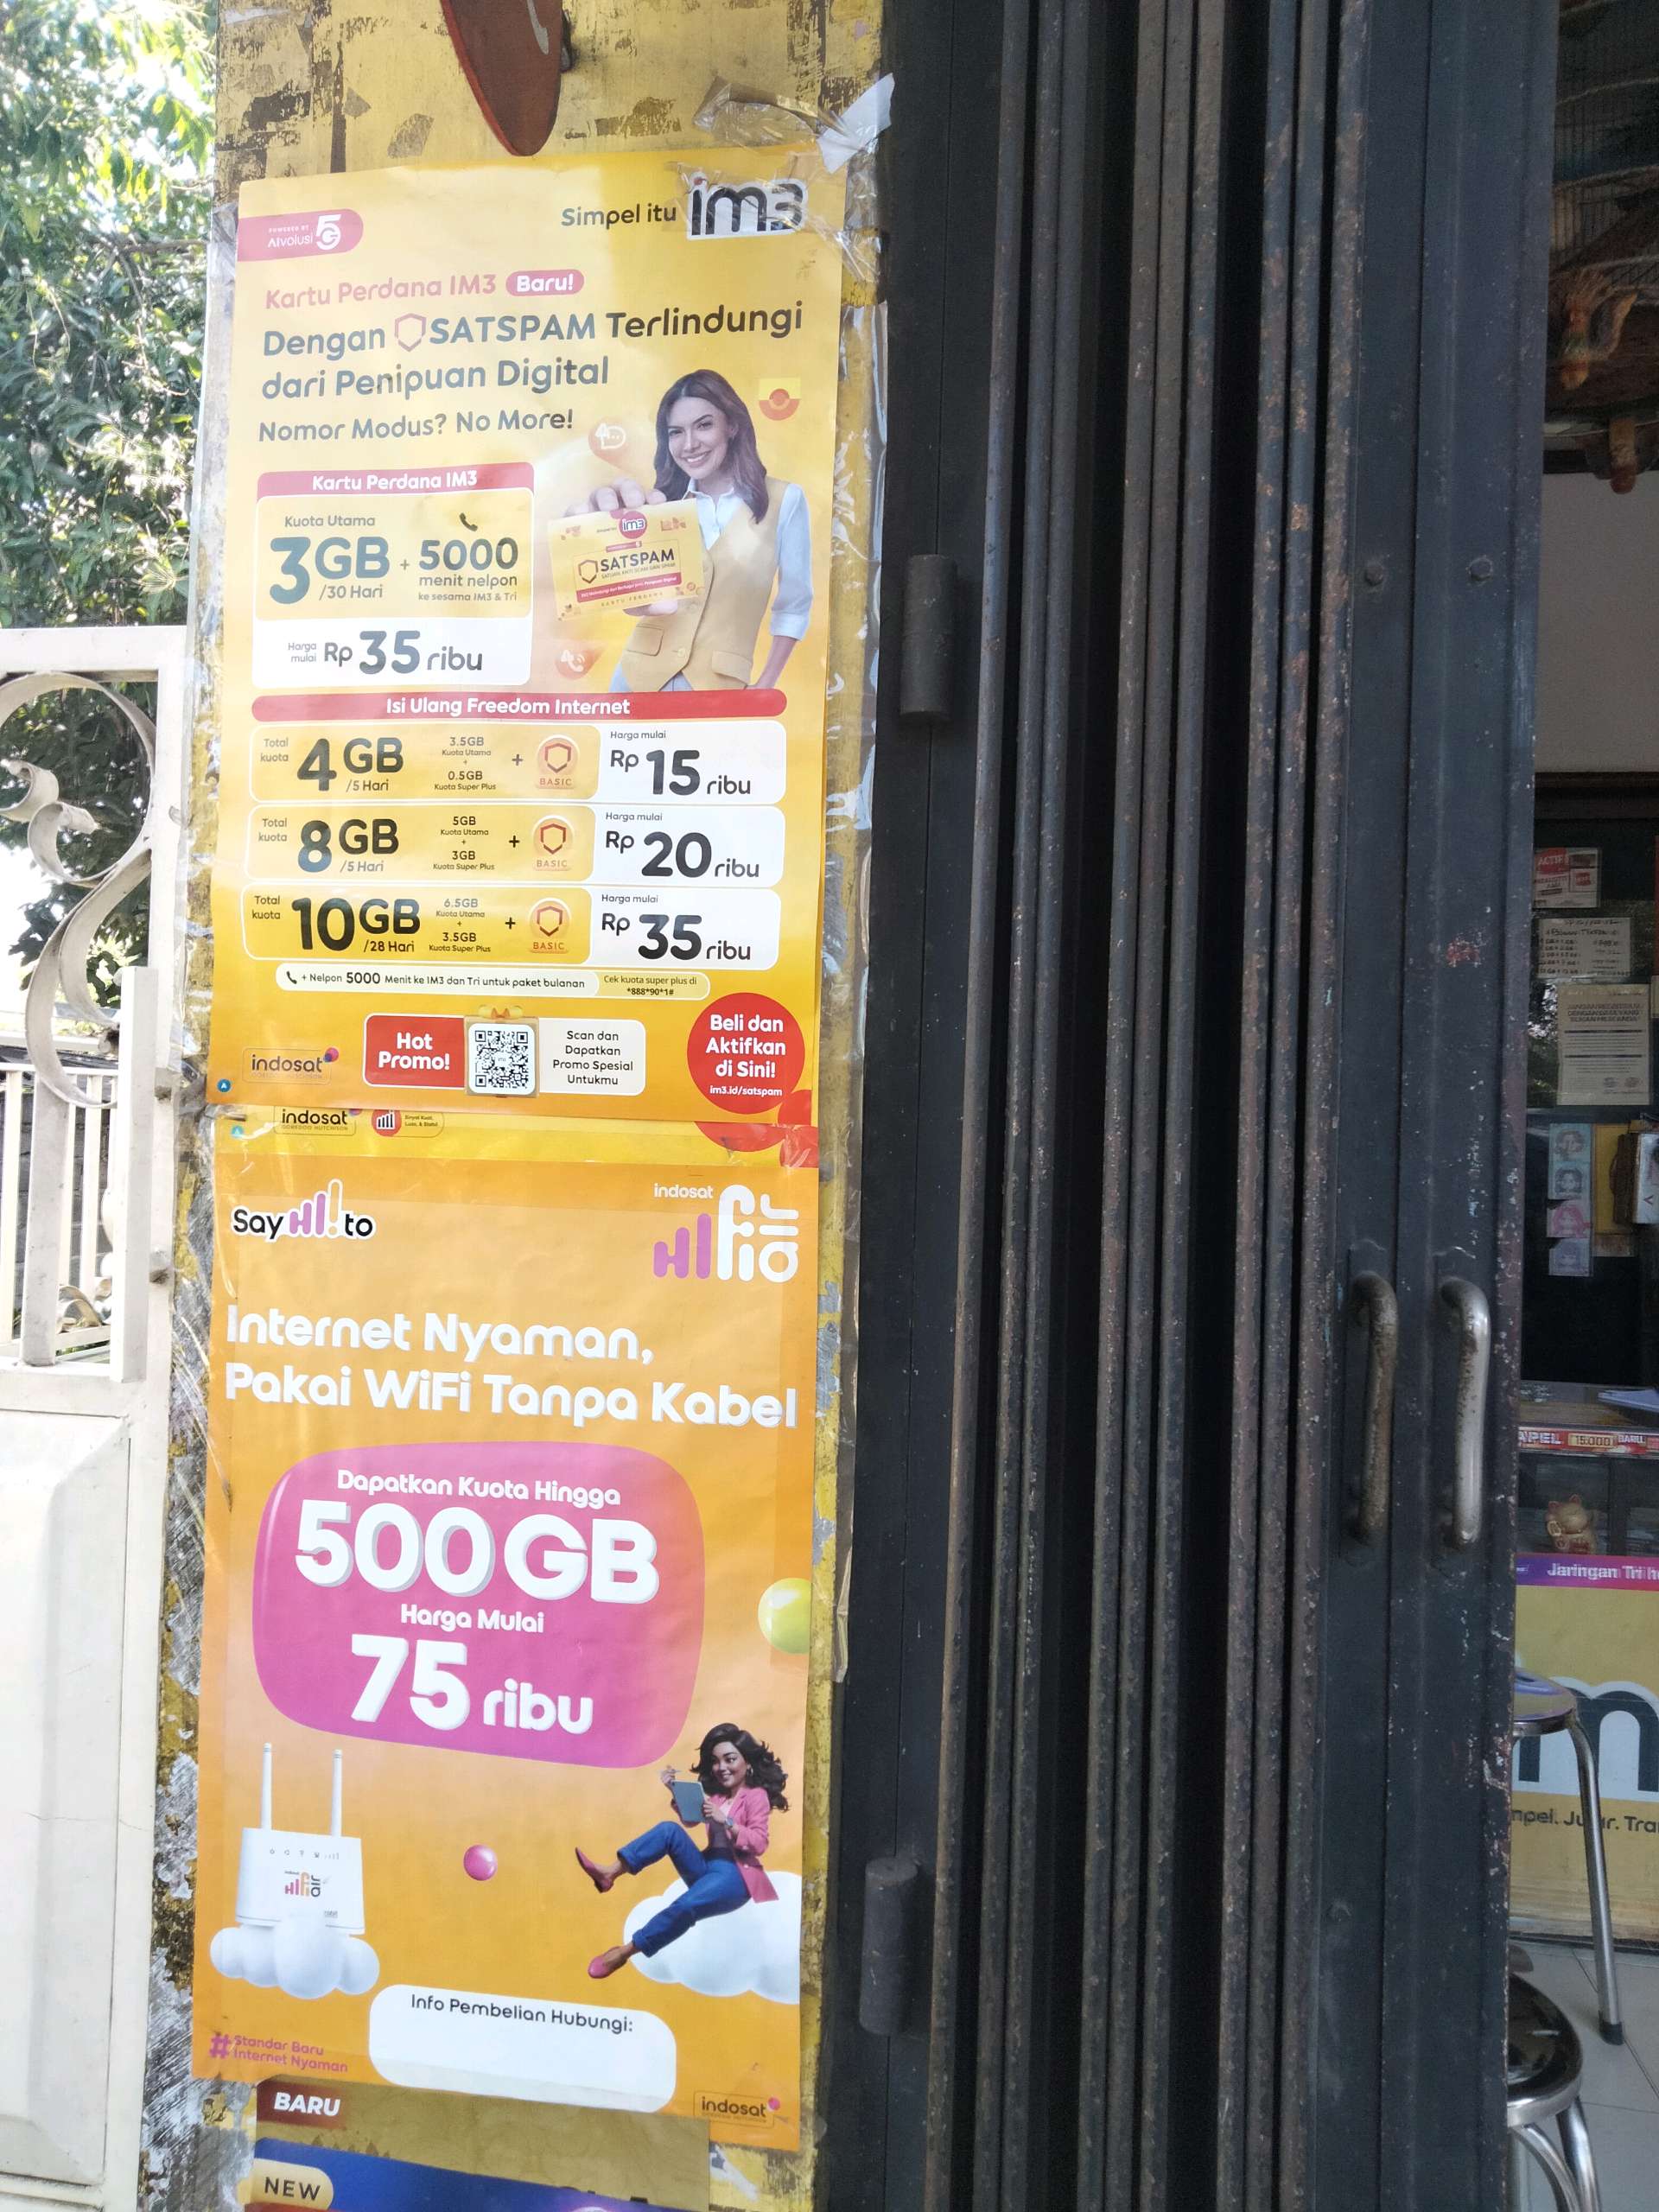 POWERED BY
AIvolusi 5G
Simpel itu im3
Kartu Perdana IM3 Baru!
Dengan SATSPAM Terlindungi
dari Penipuan Digital
Nomor Modus? No More!
Kartu Perdana IM3
Kuota Utama
3GB
/30 Hari
+ 5000
menit nelpon
ke sesama IM3 & Tri
Harga mulai Rp 35 ribu
im3
SATSPAM
Isi Ulang Freedom Internet
Total kuota 4GB /5 Hari
3.5GB
Kuota Utama
+
0.5GB
Kuota Super Plus
+ BASIC
Harga mulai
Rp 15 ribu
Total kuota 8GB /5 Hari
5GB
Kuota Utama
+
3GB
Kuota Super Plus
+ BASIC
Harga mulai
Rp 20 ribu
Total kuota 10GB /28 Hari
6.5GB
Kuota Utama
+
3.5GB
Kuota Super Plus
+ BASIC
Harga mulai
Rp 35 ribu
+ Nelpon 5000 Menit ke IM3 dan Tri untuk paket bulanan
Cek kuota super plus di
*888*90*1#
indosat
Hot
Promo!
Scan dan
Dapatkan
Promo Spesial
Untukmu
Beli dan
Aktifkan
di Sini!
im3.id/satspam
indosat
OOREDOO HUTCHISON
Say HI! to
indosat
HIfi air
Internet Nyaman,
Pakai WiFi Tanpa Kabel
Dapatkan Kuota Hingga
500GB
Harga Mulai
75 ribu
Info Pembelian Hubungi:
#Standar Baru
Internet Nyaman
indosat
BARU
NEW
15.000
Jaringan Tri